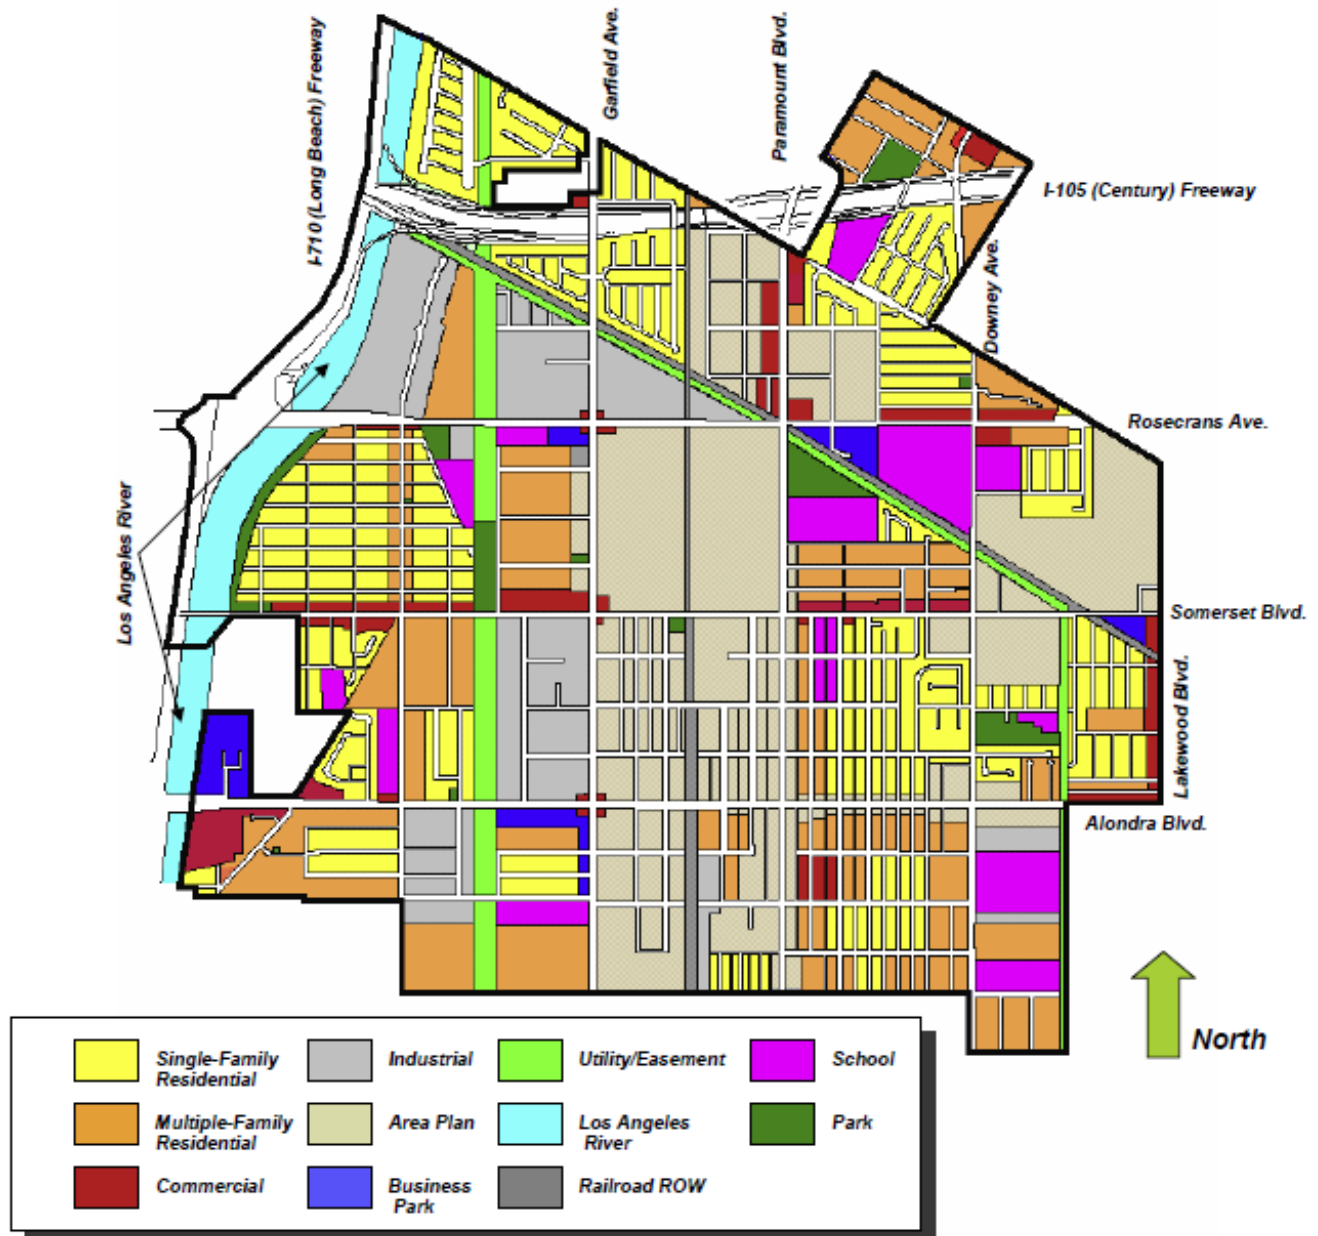 I-710 (Long Beach) Freeway
Garfield Ave.
Paramount Blvd.
I-105 (Century) Freeway
Downey Ave.
Rosecrans Ave.
Los Angeles River
Somerset Blvd.
Lakewood Blvd.
Alondra Blvd.
North
Single-Family
Residential
Industrial
Utility/Easement
School
Multiple-Family
Residential
Area Plan
Los Angeles
River
Park
Commercial
Business
Park
Railroad ROW